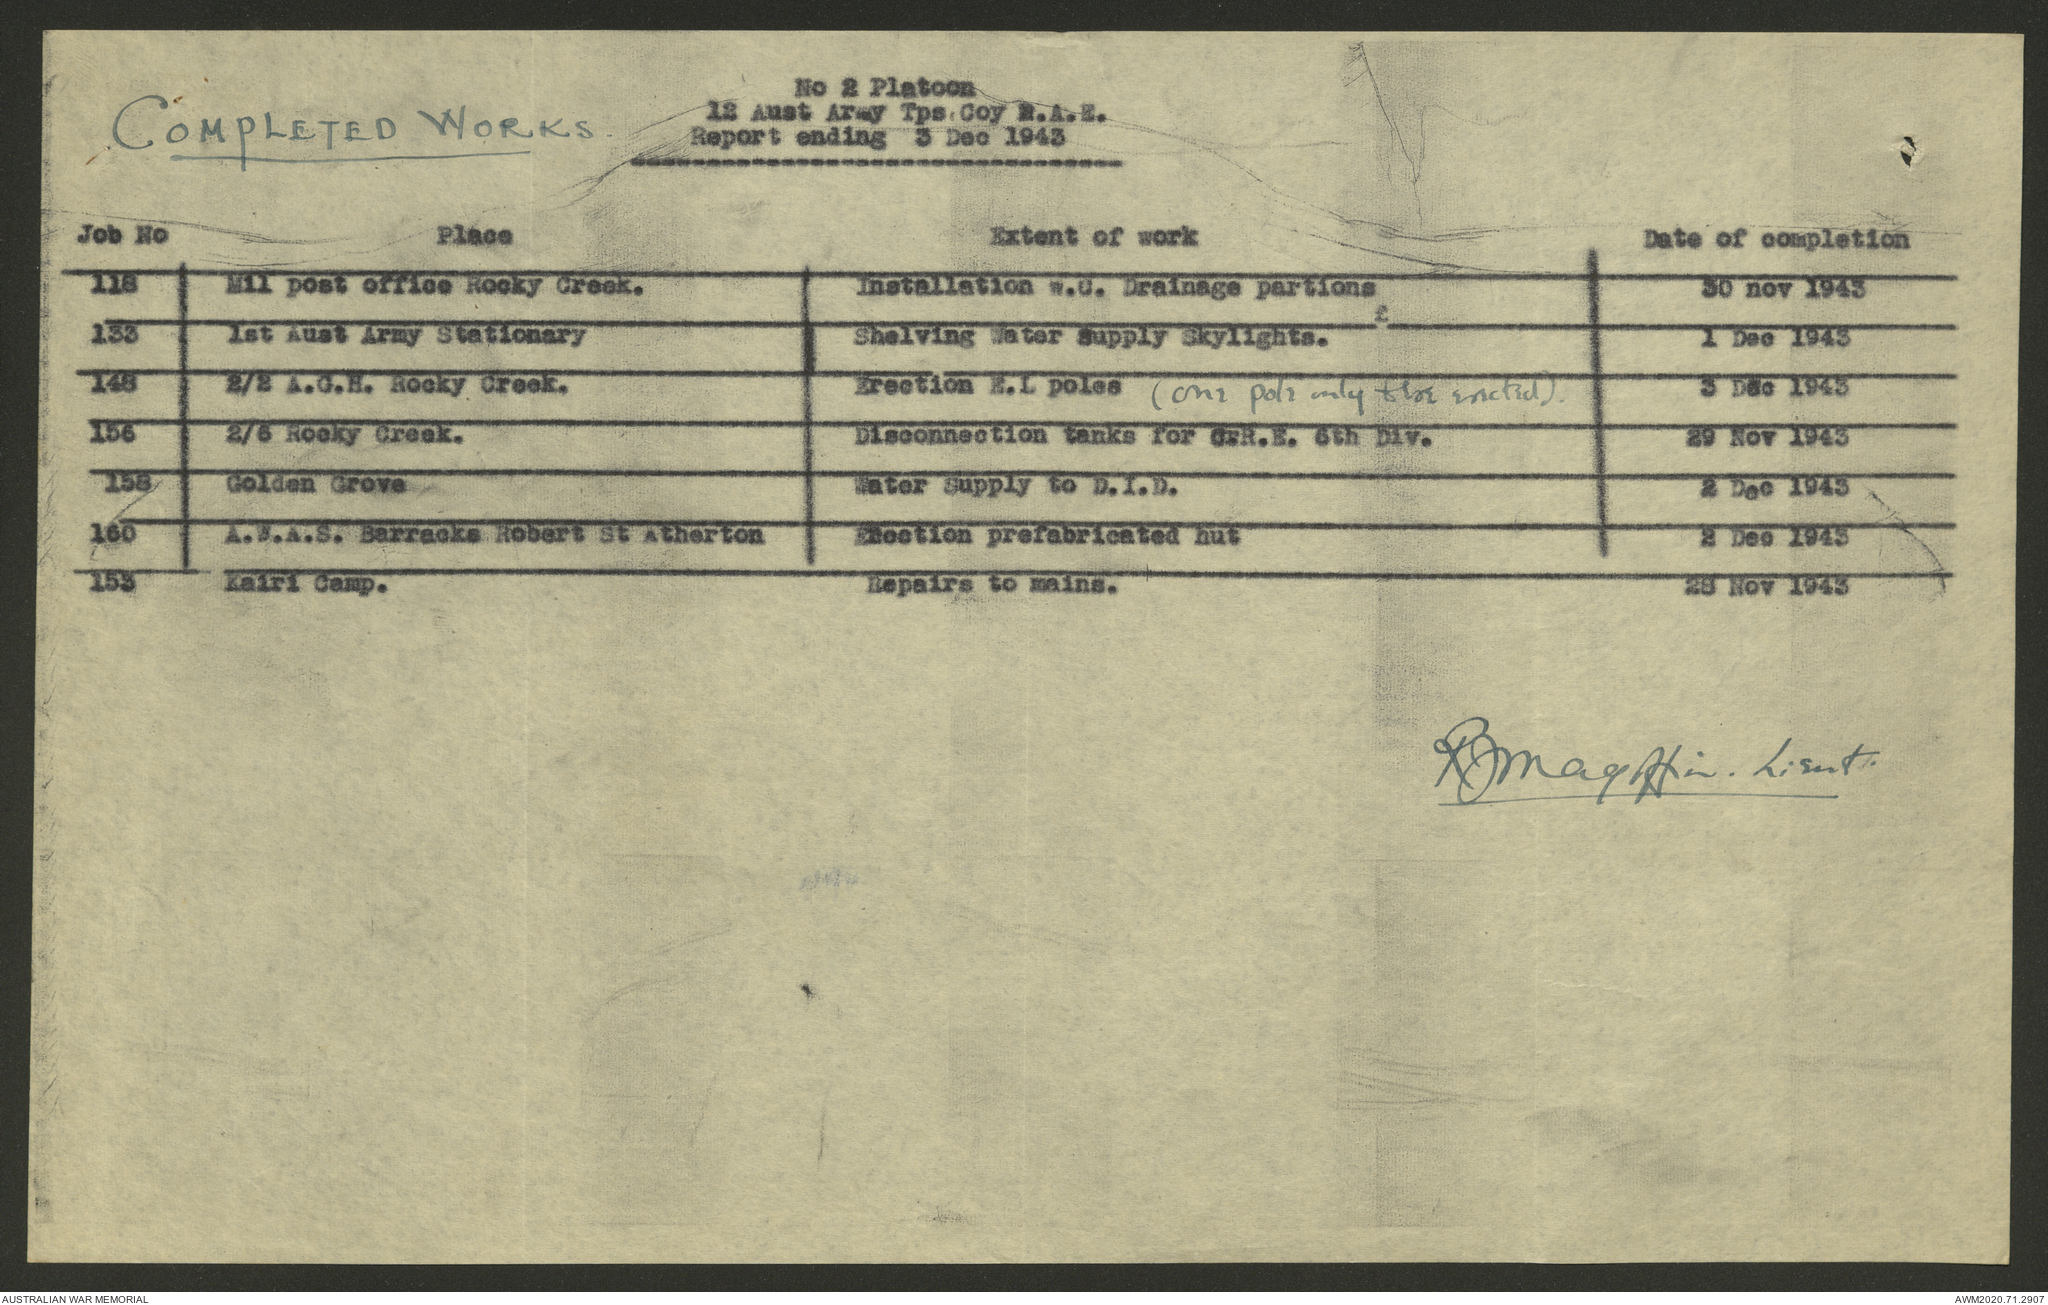 COMPLETED WORKS.
No 2 Platoon
12 Aust Army Tps Coy R.A.E.
Report ending 3 Dec 1943
Job No Place Extent of work Date of completion
118 Mil post office Rocky Creek. Installation w.C. Drainage partions 30 nov 1943
133 1st Aust Army Stationary Shelving Water Supply Skylights. 1 Dec 1943
148 2/2 A.G.H. Rocky Creek. Erection E.L poles (one pole only to be erected). 3 Dec 1943
156 2/6 Rocky Creek. Disconnection tanks for C.R.E. 6th Div. 29 Nov 1943
158 Golden Grove Water Supply to D.I.D. 2 Dec 1943
160 A.W.A.S. Barracks Robert St Atherton Erection prefabricated hut 2 Dec 1943
153 Kairi Camp. Repairs to mains. 28 Nov 1943
Lieut.
AUSTRALIAN WAR MEMORIAL AWM2020.71.2907